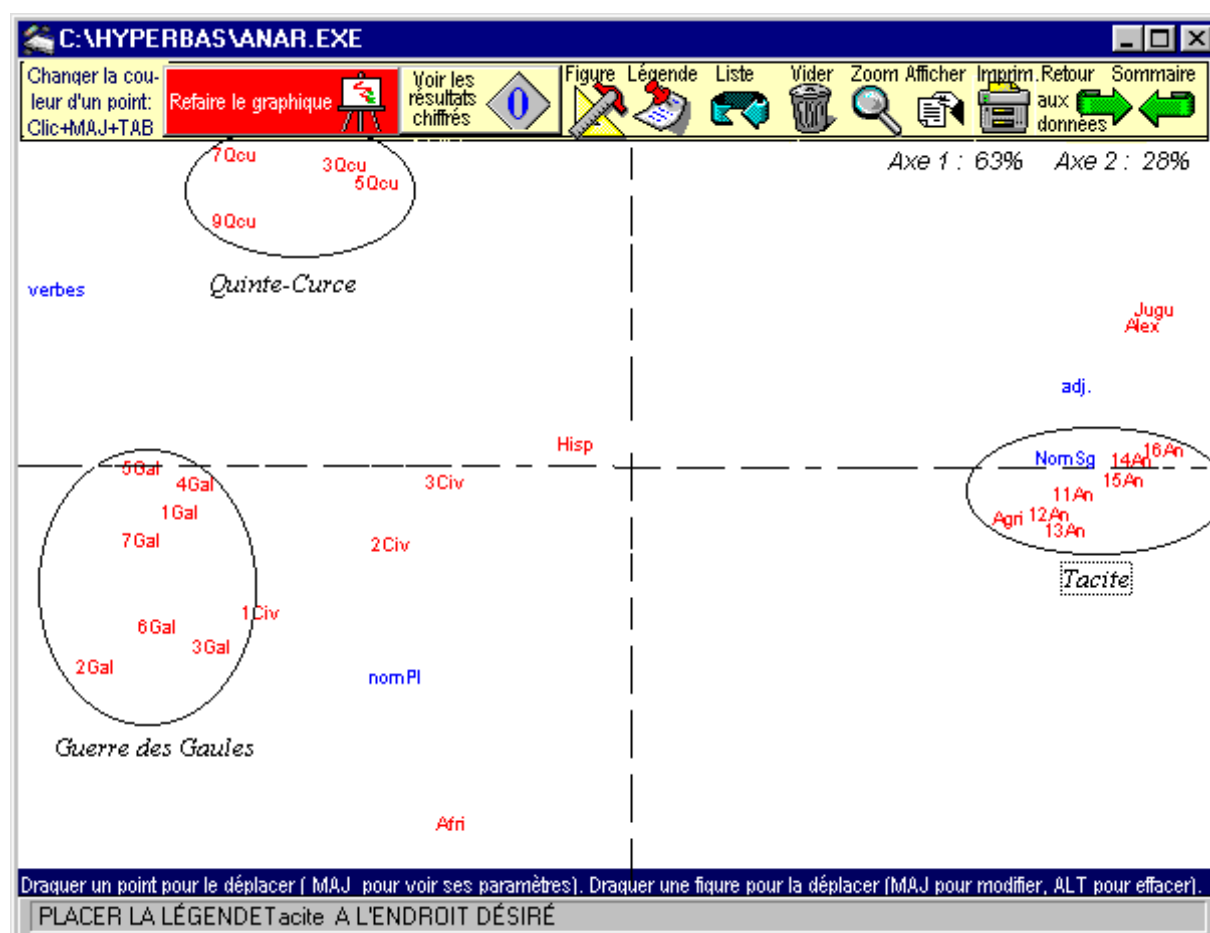 C:\HYPERBAS\ANAR.EXE
Changer la cou-
leur d'un point:
Clic+MAJ+TAB
Refaire le graphique
Voir les
résultats
chiffrés
0
Figure
Légende
Liste
Vider
Zoom
Afficher
Imprim.
Retour
aux
données
Sommaire
Axe 1 : 63% Axe 2 : 28%
7Qcu
3Qcu
5Qcu
9Qcu
Quinte-Curce
verbes
Jugu
Alex
adj.
Hisp
NomSg
14An
16An
15An
11An
12An
13An
Agri
Tacite
5Gal
4Gal
3Civ
1Gal
7Gal
2Civ
1Civ
6Gal
3Gal
2Gal
nomPl
Guerre des Gaules
Afri
Draguer un point pour le déplacer ( MAJ pour voir ses paramètres). Draguer une figure pour la déplacer (MAJ pour modifier, ALT pour effacer).
PLACER LA LÉGENDETacite A L'ENDROIT DÉSIRÉ